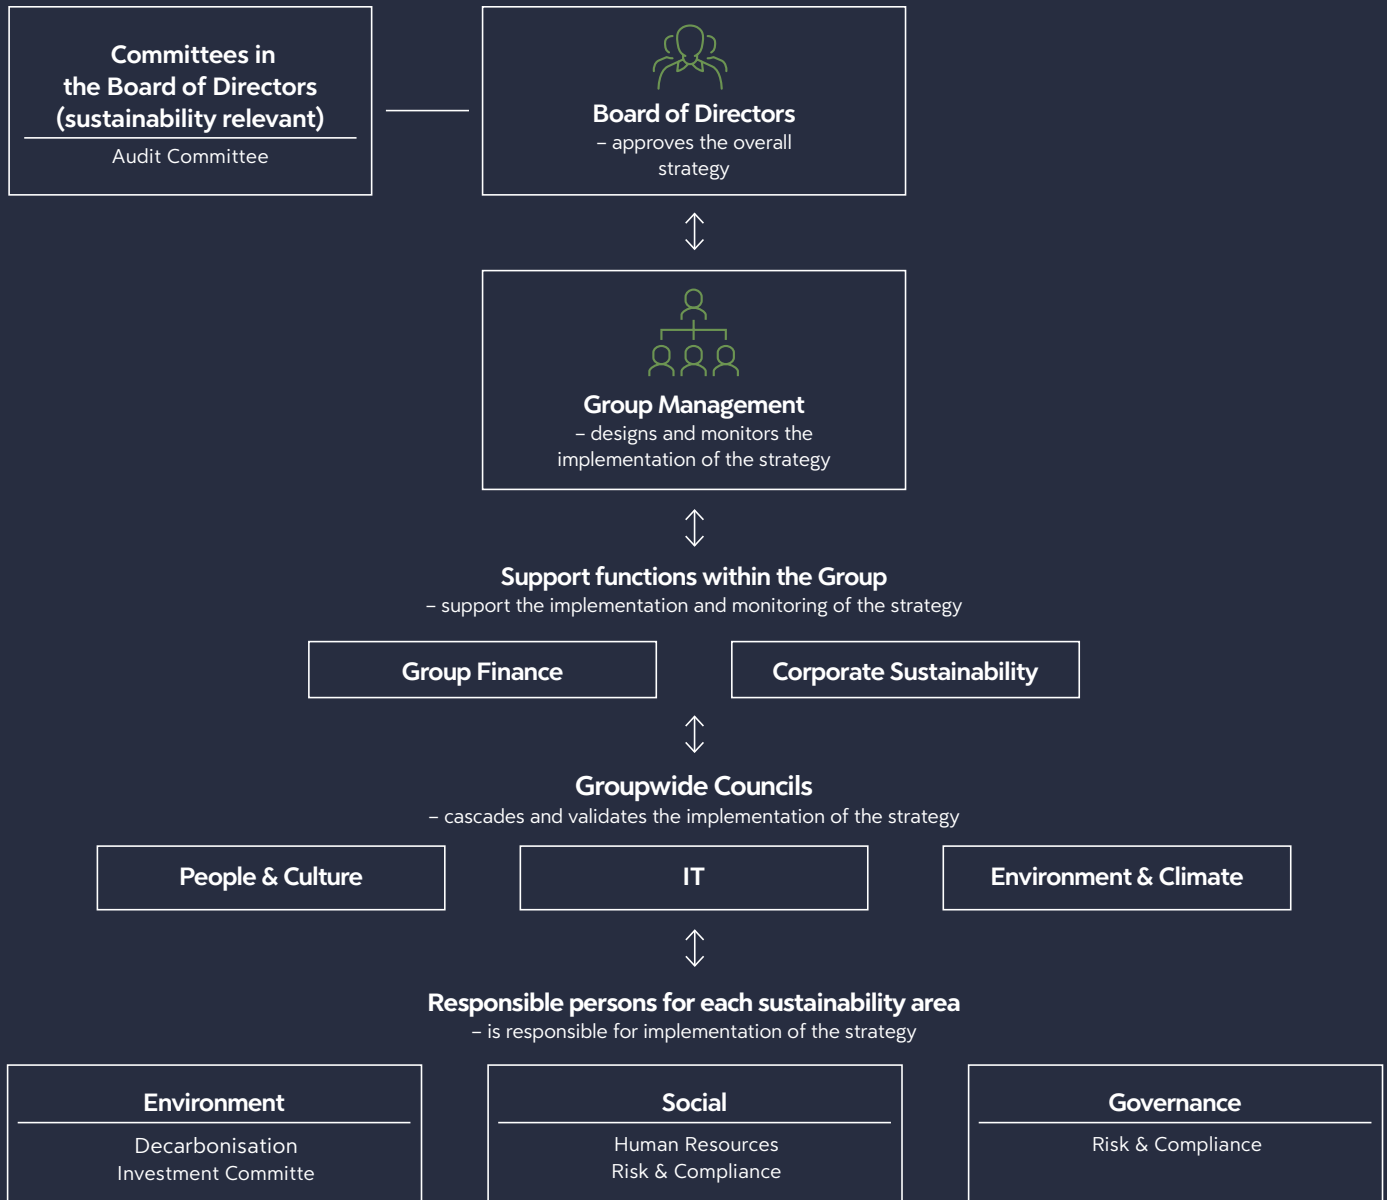 Committees in
the Board of Directors
(sustainability relevant)
Audit Committee
Board of Directors
– approves the overall
strategy
Group Management
– designs and monitors the
implementation of the strategy
Support functions within the Group
– support the implementation and monitoring of the strategy
Group Finance
Corporate Sustainability
Groupwide Councils
– cascades and validates the implementation of the strategy
People & Culture
IT
Environment & Climate
Responsible persons for each sustainability area
– is responsible for implementation of the strategy
Environment
Decarbonisation
Investment Committe
Social
Human Resources
Risk & Compliance
Governance
Risk & Compliance